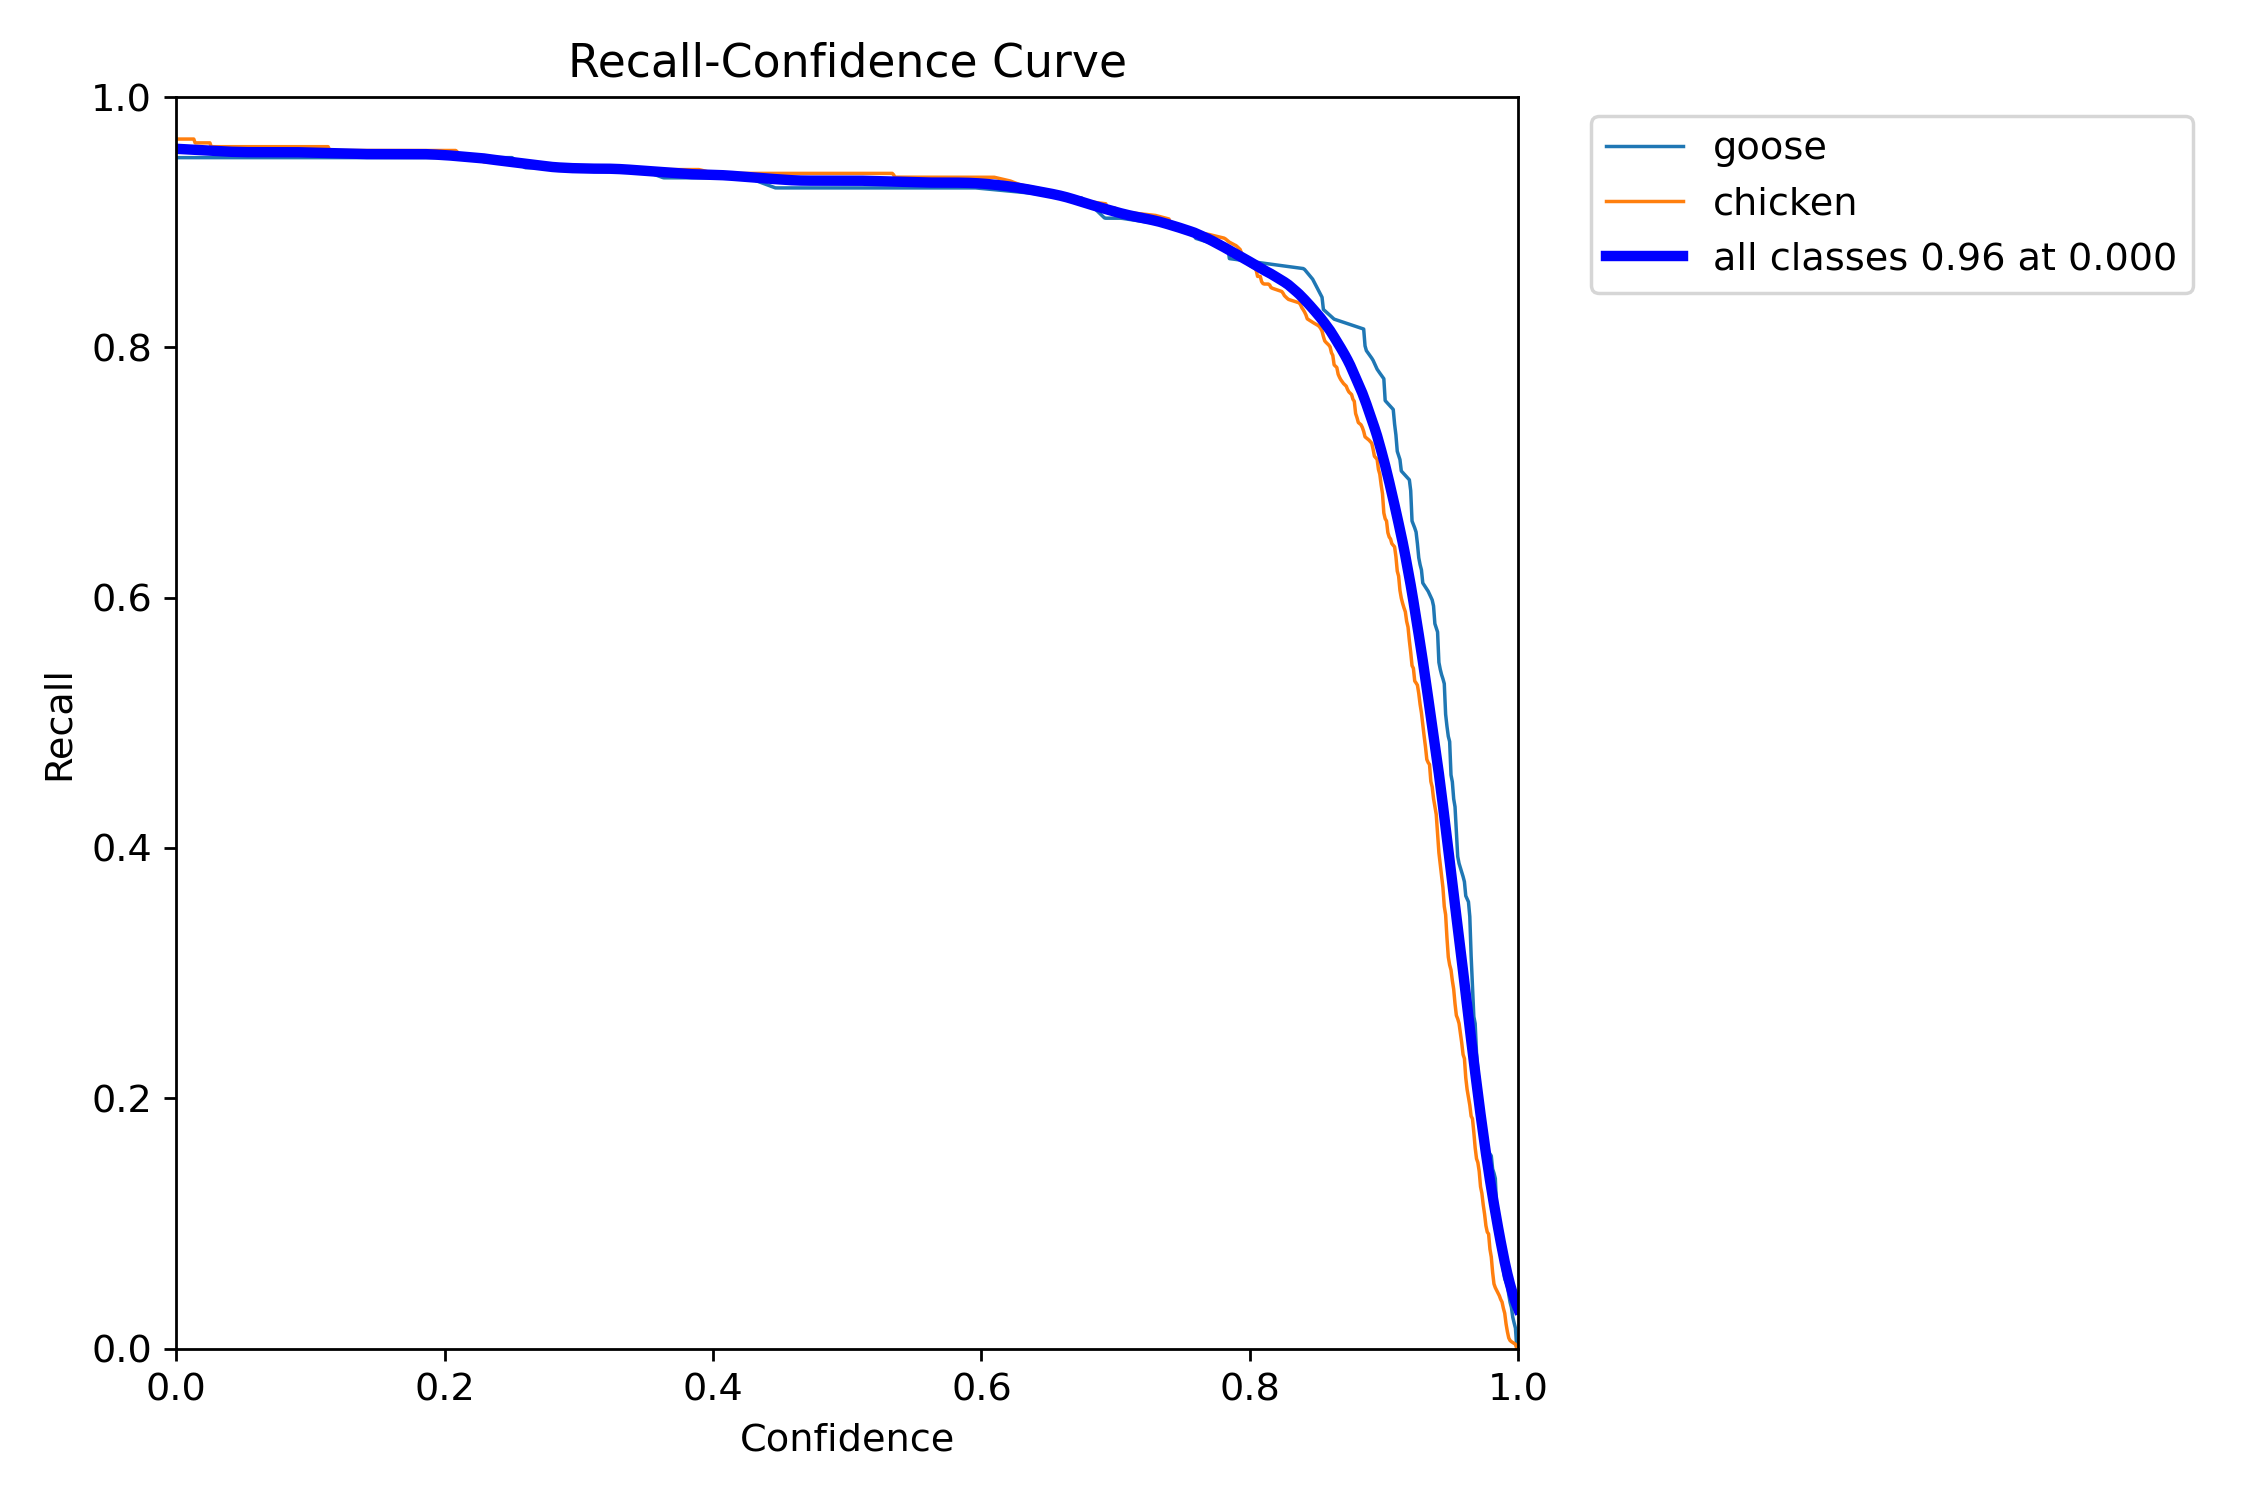 Recall-Confidence Curve
1.0
0.8
0.6
0.4
0.2
0.0
Recall
0.0 0.2 0.4 0.6 0.8 1.0
Confidence
goose
chicken
all classes 0.96 at 0.000